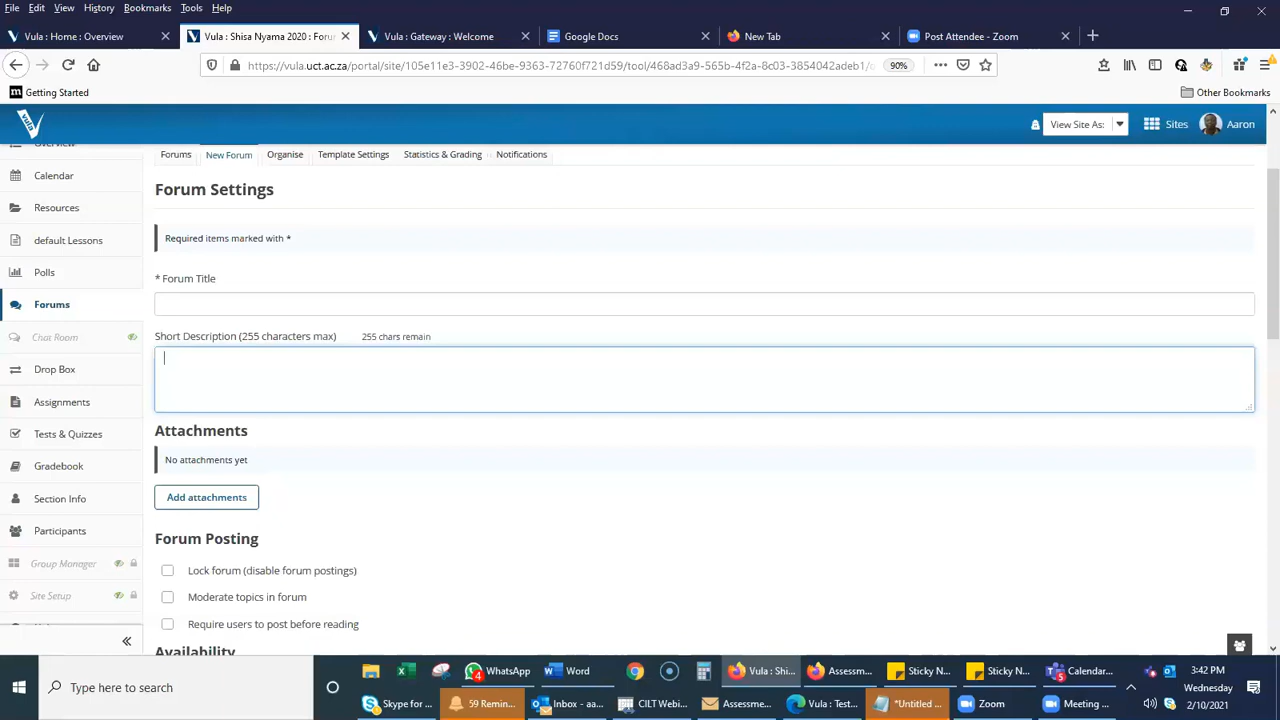 File Edit View History Bookmarks Tools Help
Vula : Home : Overview
Vula : Shisa Nyama 2020 : Foru
Vula : Gateway : Welcome
Google Docs
New Tab
Post Attendee - Zoom
https://vula.uct.ac.za/portal/site/105e11e3-3902-46be-9363-72760f721d59/tool/468ad3a9-565b-4f2a-8c03-3854042adeb1/
90%
Getting Started
Other Bookmarks
vula
View Site As:
Sites
Aaron
Overview
Calendar
Resources
default Lessons
Polls
Forums
Chat Room
Drop Box
Assignments
Tests & Quizzes
Gradebook
Section Info
Participants
Group Manager
Site Setup
Forums New Forum Organise Template Settings Statistics & Grading Notifications
Forum Settings
Required items marked with *
* Forum Title
Short Description (255 characters max) 255 chars remain
Attachments
No attachments yet
Add attachments
Forum Posting
Lock forum (disable forum postings)
Moderate topics in forum
Require users to post before reading
Availability
Type here to search
WhatsApp
Word
Vula : Shi...
Assessm...
Sticky N...
Sticky N...
Calendar...
Skype for ...
59 Remin...
Inbox - aa...
CILT Webi...
Assessme...
Vula : Test...
*Untitled ...
Zoom
Meeting ...
3:42 PM
Wednesday
2/10/2021